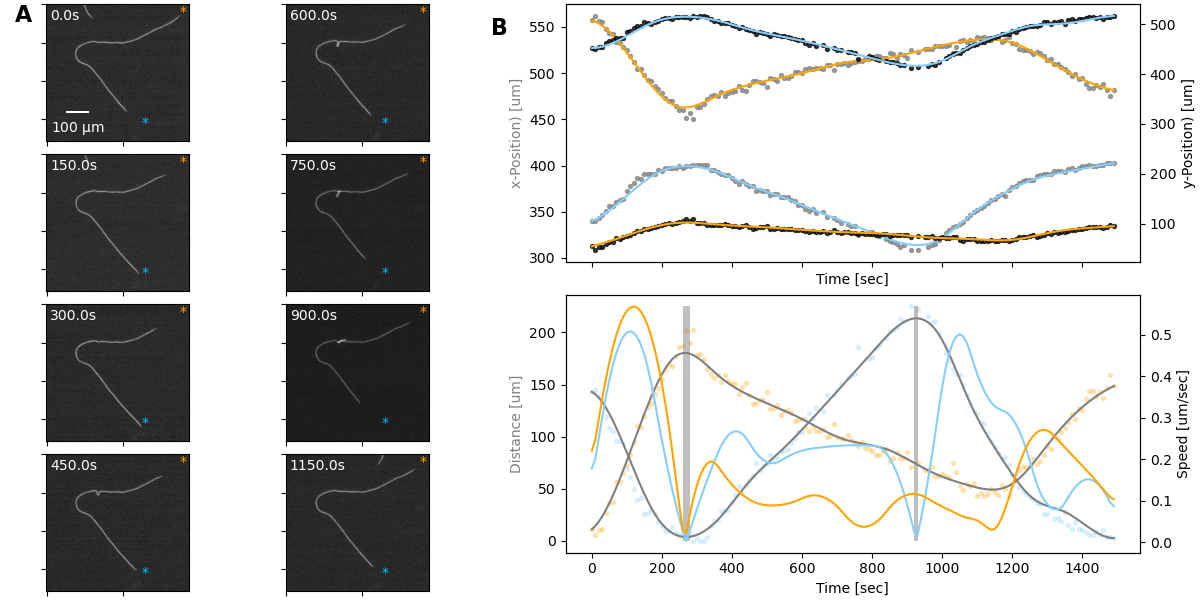 A
0.0s
*
100 µm
*
600.0s
*
*
150.0s
*
*
750.0s
*
*
300.0s
*
*
900.0s
*
*
450.0s
*
*
1150.0s
*
*
B
x-Position) [um]
550
500
450
400
350
300
500
400
300
200
100
y-Position) [um]
Time [sec]
Distance [um]
200
150
100
50
0
0.5
0.4
0.3
0.2
0.1
0.0
Speed [um/sec]
0 200 400 600 800 1000 1200 1400
Time [sec]